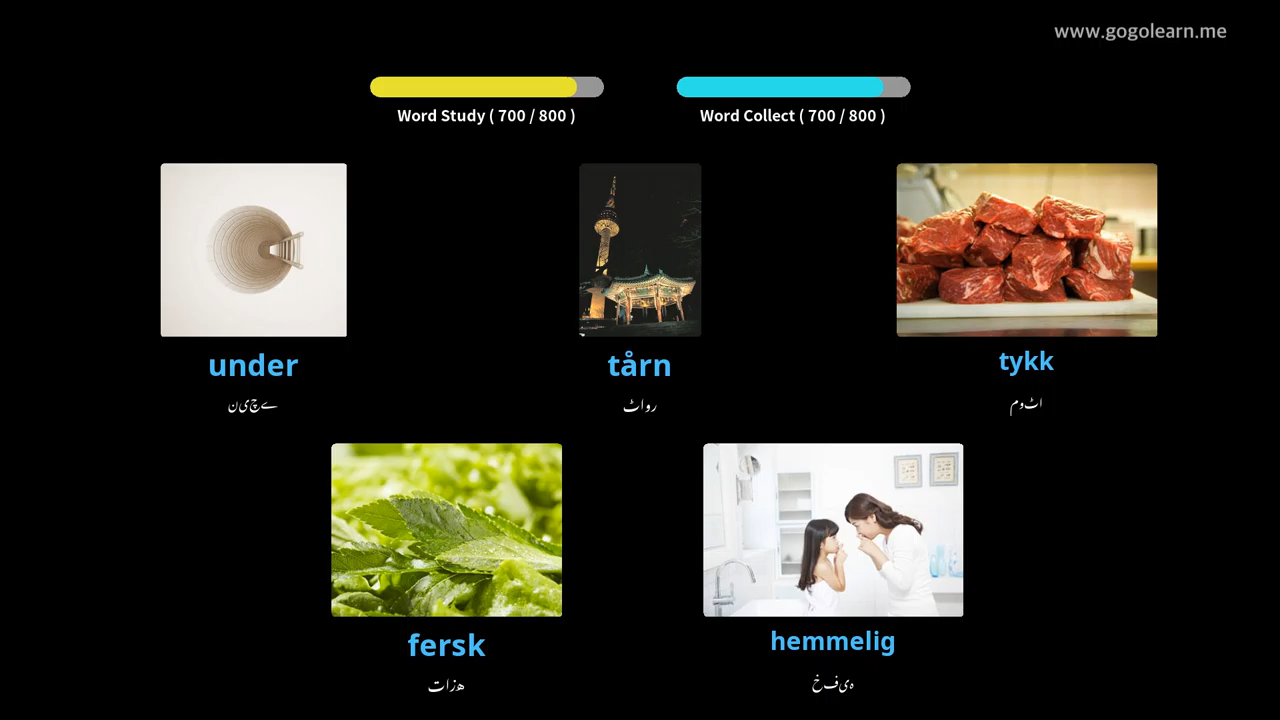 www.gogolearn.me
Word Study ( 700 / 800 )
Word Collect ( 700 / 800 )
under
نیچے
tårn
ٹاور
tykk
موٹا
fersk
تازه
hemmelig
خفیہ